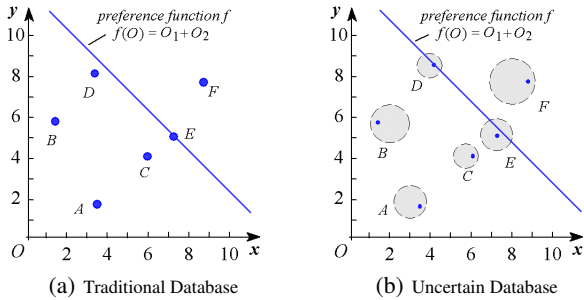 y
preference function f
f(O) = O1+O2
10
8
6
4
2
O
2 4 6 8 10 x
D
F
B
E
C
A
(a) Traditional Database
y
preference function f
f(O) = O1+O2
10
8
6
4
2
O
2 4 6 8 10 x
D
F
B
E
C
A
(b) Uncertain Database